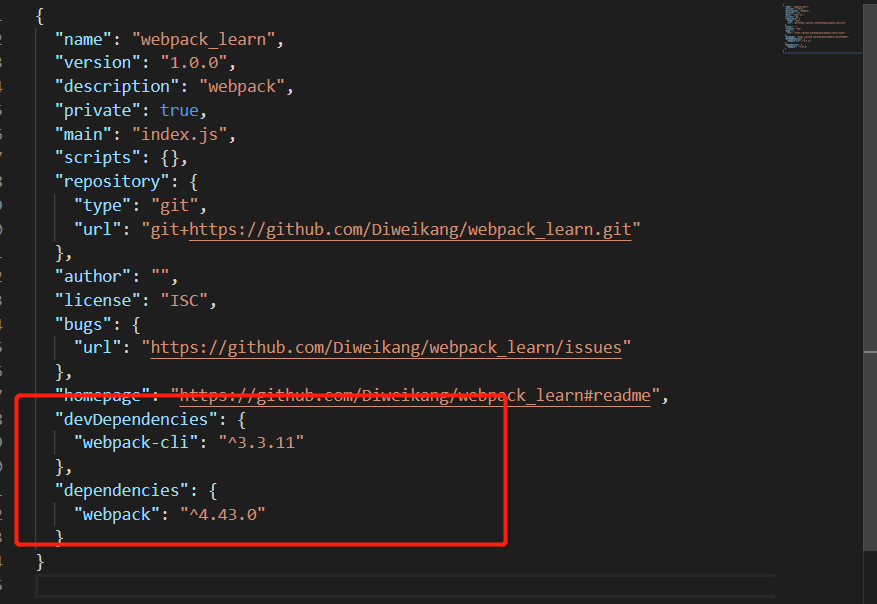 {
"name": "webpack_learn",
"version": "1.0.0",
"description": "webpack",
"private": true,
"main": "index.js",
"scripts": {},
"repository": {
"type": "git",
"url": "git+https://github.com/Diweikang/webpack_learn.git"
},
"author": "",
"license": "ISC",
"bugs": {
"url": "https://github.com/Diweikang/webpack_learn/issues"
},
"homepage": "https://github.com/Diweikang/webpack_learn#readme",
"devDependencies": {
"webpack-cli": "^3.3.11"
},
"dependencies": {
"webpack": "^4.43.0"
}
}